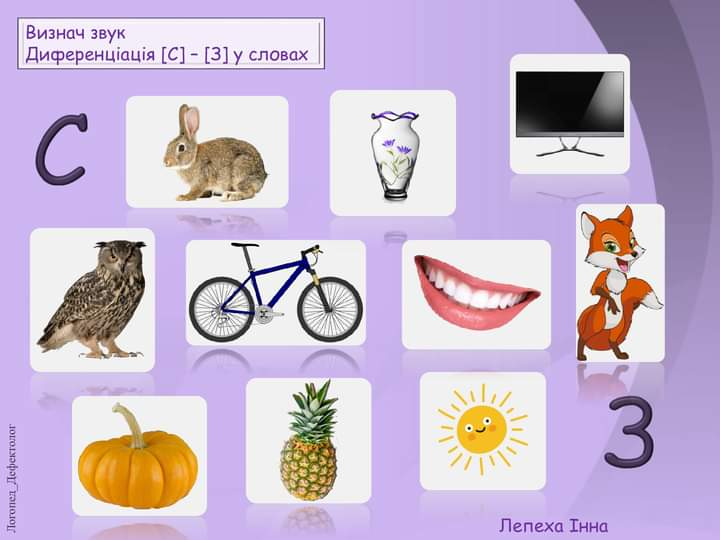 Визнач звук
Диференціація [С] – [З] у словах
С
З
Логопед_Дефектолог
Лепеха Інна